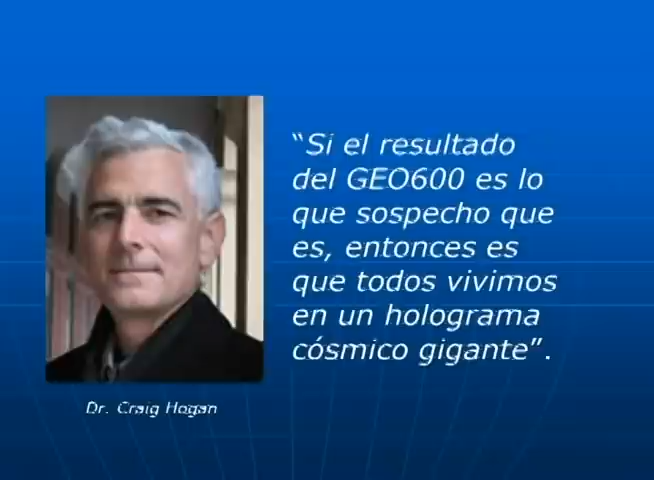 "Si el resultado
del GEO600 es lo
que sospecho que
es, entonces es
que todos vivimos
en un holograma
cósmico gigante".
Dr. Craig Hogan